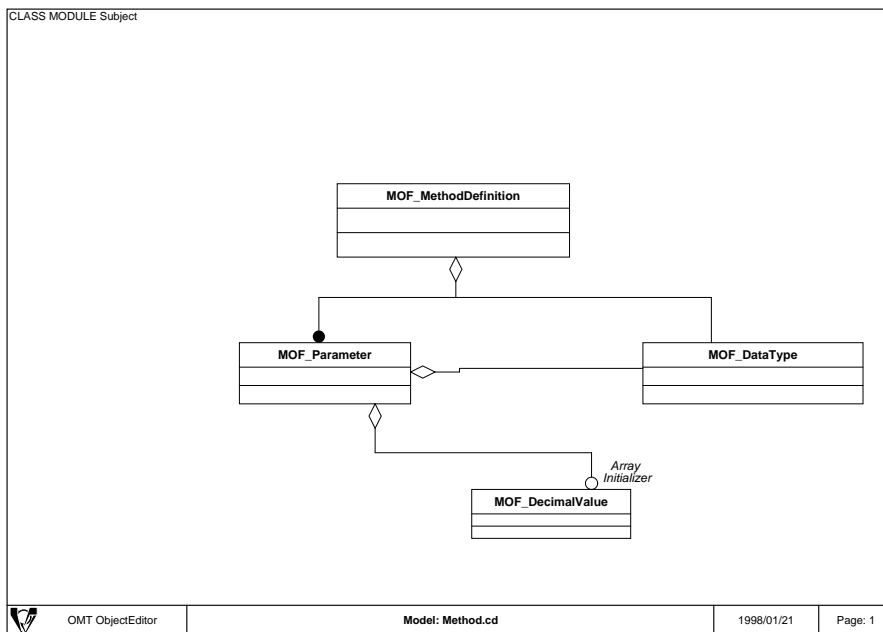 CLASS MODULE Subject
MOF_MethodDefinition
MOF_Parameter
MOF_DataType
Array
Initializer
MOF_DecimalValue
OMT ObjectEditor
Model: Method.cd
1998/01/21
Page: 1